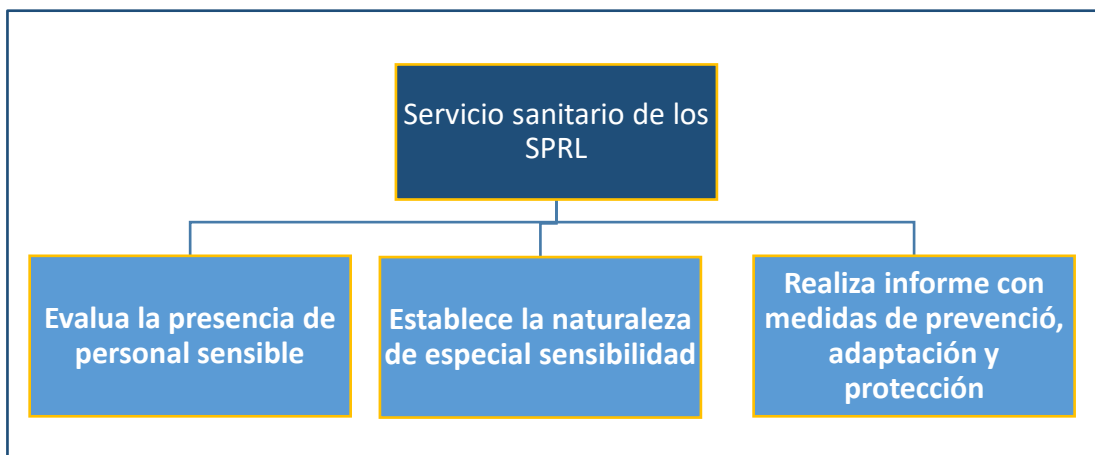 Servicio sanitario de los
SPRL
Evalua la presencia de
personal sensible
Establece la naturaleza
de especial sensibilidad
Realiza informe con
medidas de prevenció,
adaptación y
protección